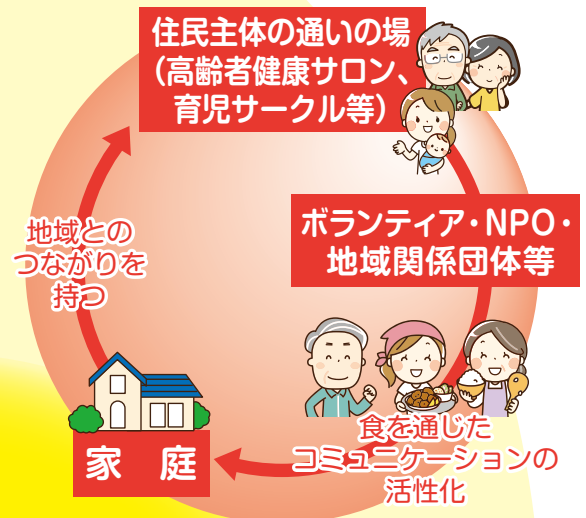 住民主体の通いの場
(高齢者健康サロン、
育児サークル等)
ボランティア・NPO・
地域関係団体等
地域との
つながりを
持つ
食を通じた
コミュニケーションの
活性化
家　庭